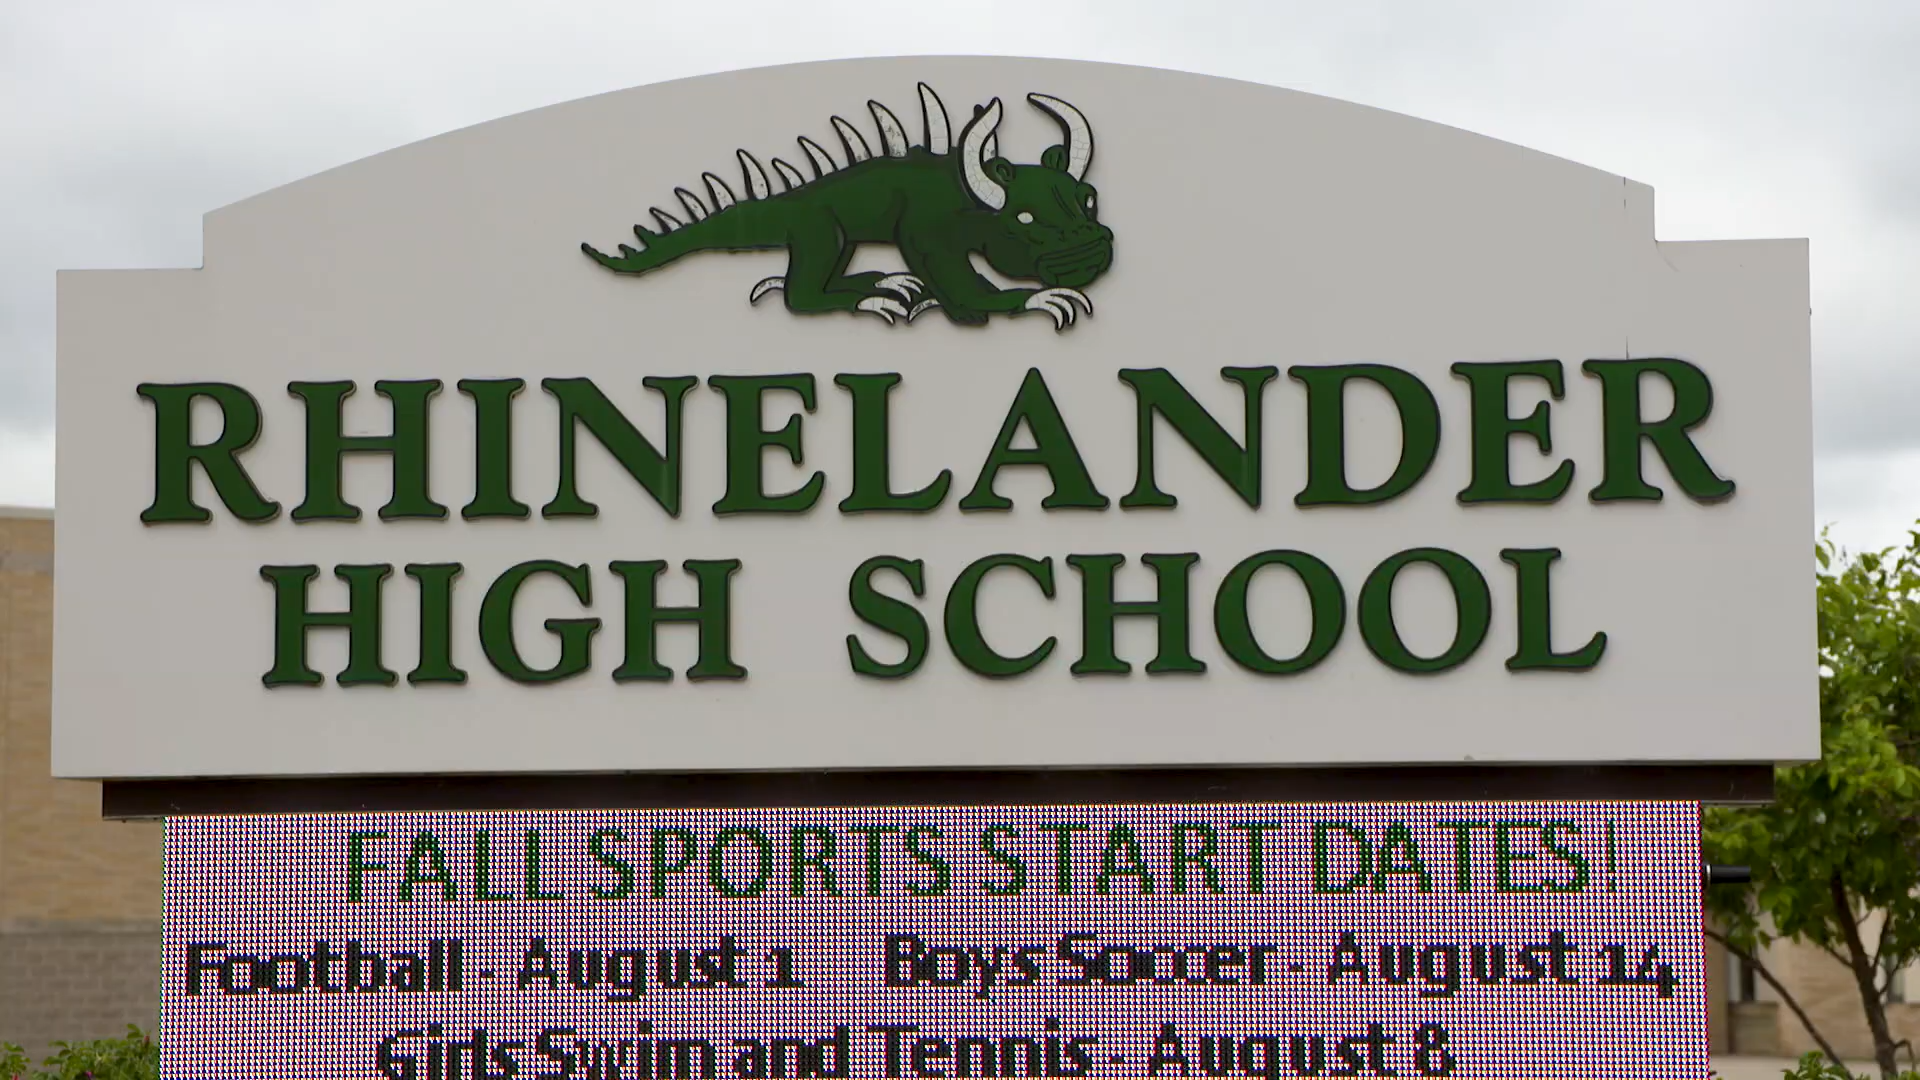 RHINELANDER
HIGH SCHOOL
FALL SPORTS START DATES!
Football - August 1 Boys Soccer - August 14
Girls Swim and Tennis - August 8